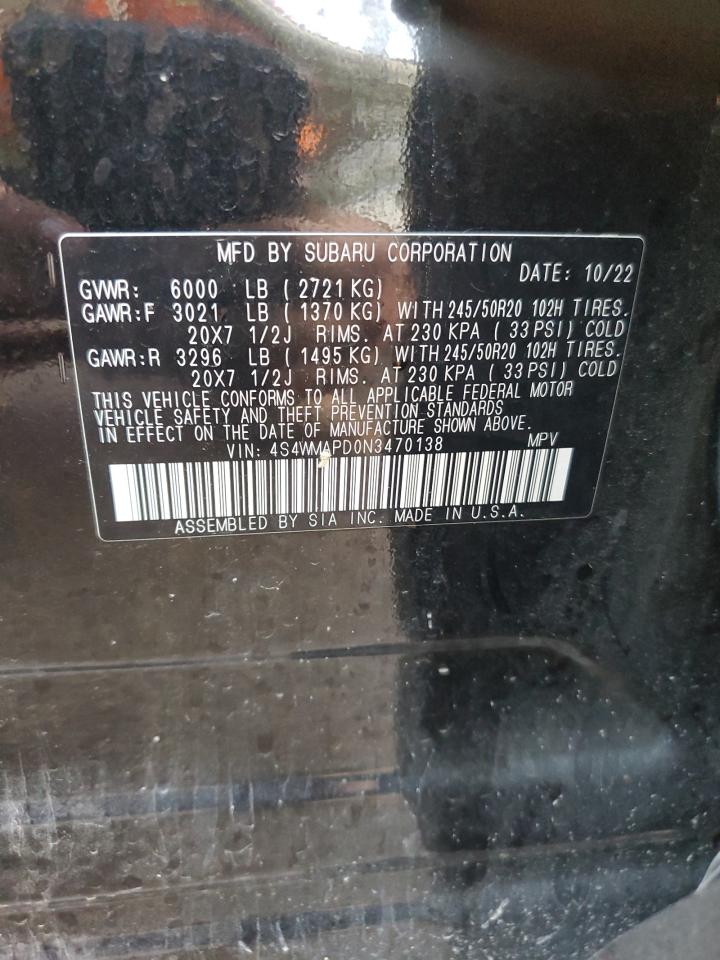 MFD BY SUBARU CORPORATION
DATE: 10/22
GVWR: 6000 LB ( 2721 KG)
GAWR:F 3021 LB ( 1370 KG) WITH 245/50R20 102H TIRES.
20X7 1/2J RIMS. AT 230 KPA ( 33 PSI) COLD
GAWR:R 3296 LB ( 1495 KG) WITH 245/50R20 102H TIRES.
20X7 1/2J RIMS. AT 230 KPA ( 33 PSI) COLD
THIS VEHICLE CONFORMS TO ALL APPLICABLE FEDERAL MOTOR
VEHICLE SAFETY AND THEFT PREVENTION STANDARDS
IN EFFECT ON THE DATE OF MANUFACTURE SHOWN ABOVE.
VIN: 4S4WMAPD0N3470138 MPV
ASSEMBLED BY SIA INC. MADE IN U.S.A.